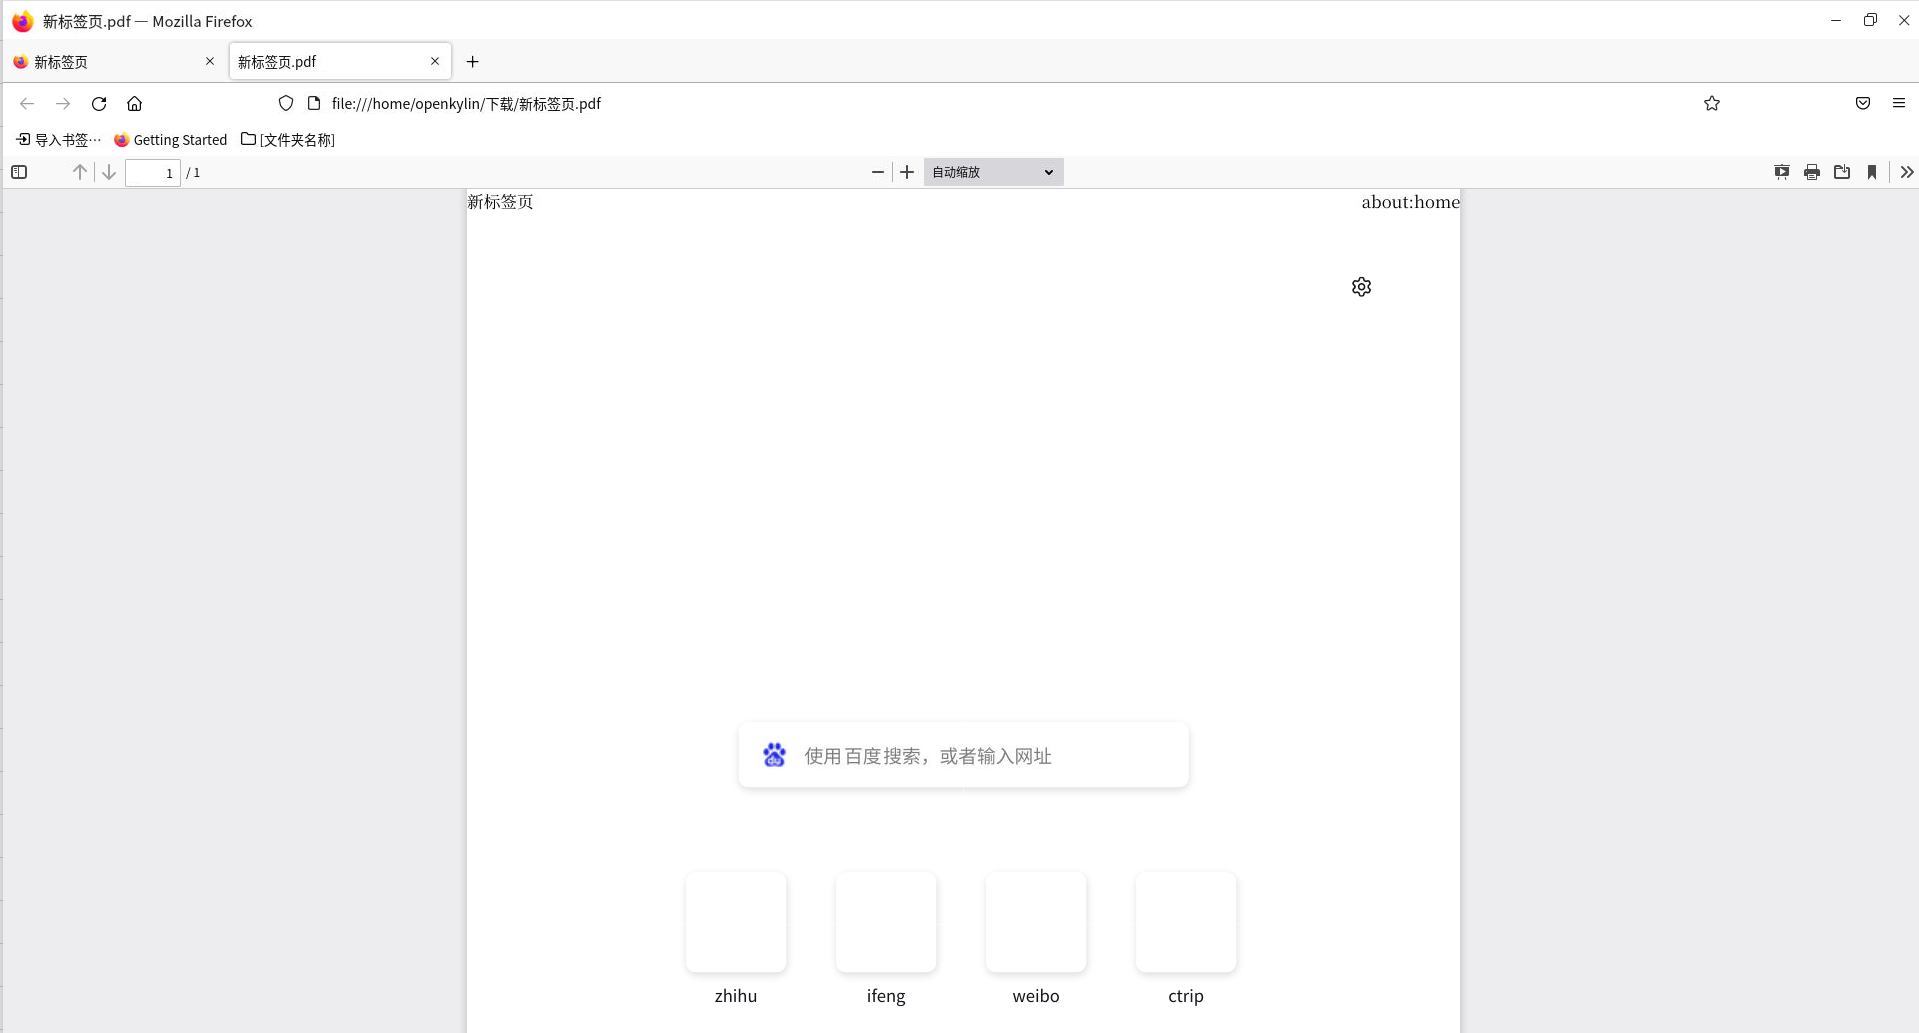 新标签页.pdf — Mozilla Firefox
新标签页
新标签页.pdf
file:///home/openkylin/下载/新标签页.pdf
导入书签…
Getting Started
[文件夹名称]
1 / 1
自动缩放
新标签页
about:home
du
使用百度搜索，或者输入网址
zhihu
ifeng
weibo
ctrip